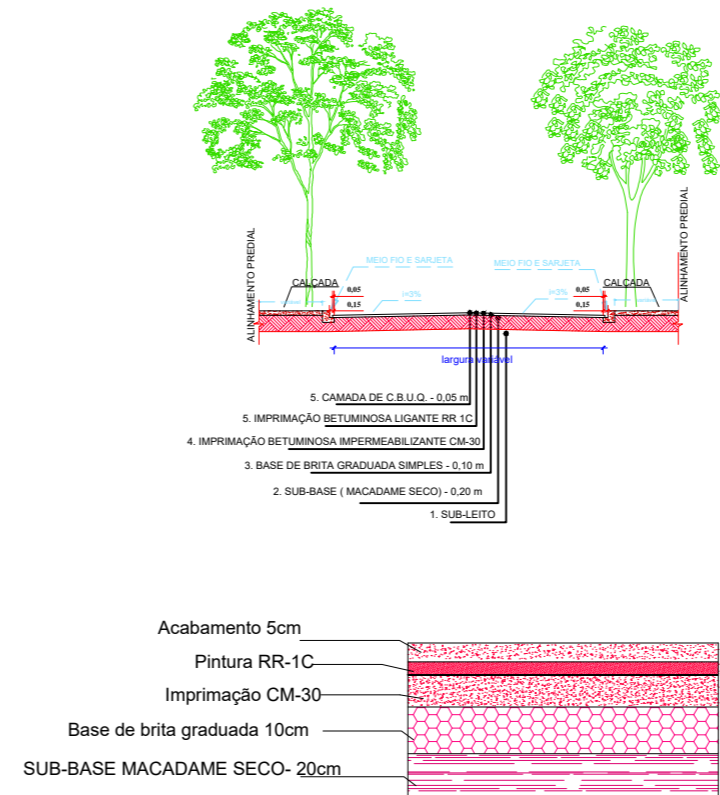 ALINHAMENTO PREDIAL
ALINHAMENTO PREDIAL
MEIO FIO E SARJETA
MEIO FIO E SARJETA
CALÇADA
CALÇADA
0,05
0,15
i=3%
i=3%
0,05
0,15
largura variável
5. CAMADA DE C.B.U.Q. - 0,05 m
5. IMPRIMAÇÃO BETUMINOSA LIGANTE RR 1C
4. IMPRIMAÇÃO BETUMINOSA IMPERMEABILIZANTE CM-30
3. BASE DE BRITA GRADUADA SIMPLES - 0,10 m
2. SUB-BASE ( MACADAME SECO) - 0,20 m
1. SUB-LEITO
Acabamento 5cm
Pintura RR-1C
Imprimação CM-30
Base de brita graduada 10cm
SUB-BASE MACADAME SECO- 20cm